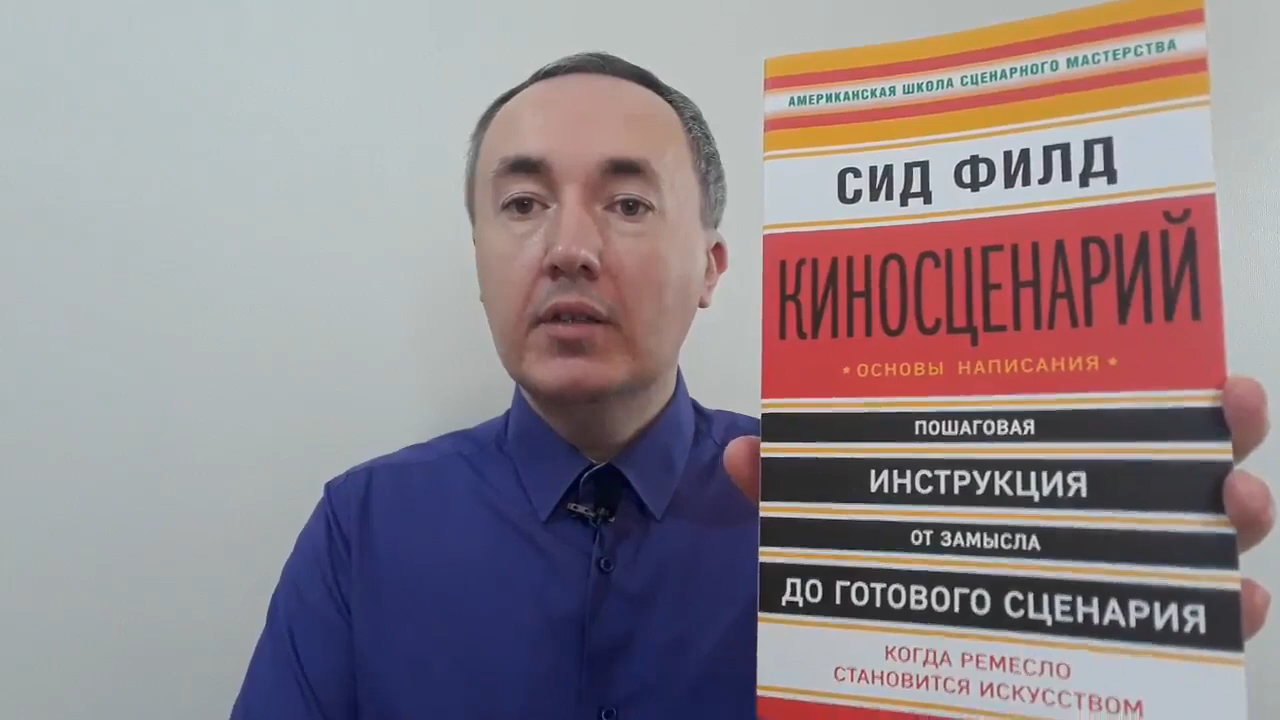 АМЕРИКАНСКАЯ ШКОЛА СЦЕНАРНОГО МАСТЕРСТВА
СИД ФИЛД
КИНОСЦЕНАРИЙ
* ОСНОВЫ НАПИСАНИЯ *
ПОШАГОВАЯ
ИНСТРУКЦИЯ
ОТ ЗАМЫСЛА
ДО ГОТОВОГО СЦЕНАРИЯ
КОГДА РЕМЕСЛО
СТАНОВИТСЯ ИСКУССТВОМ